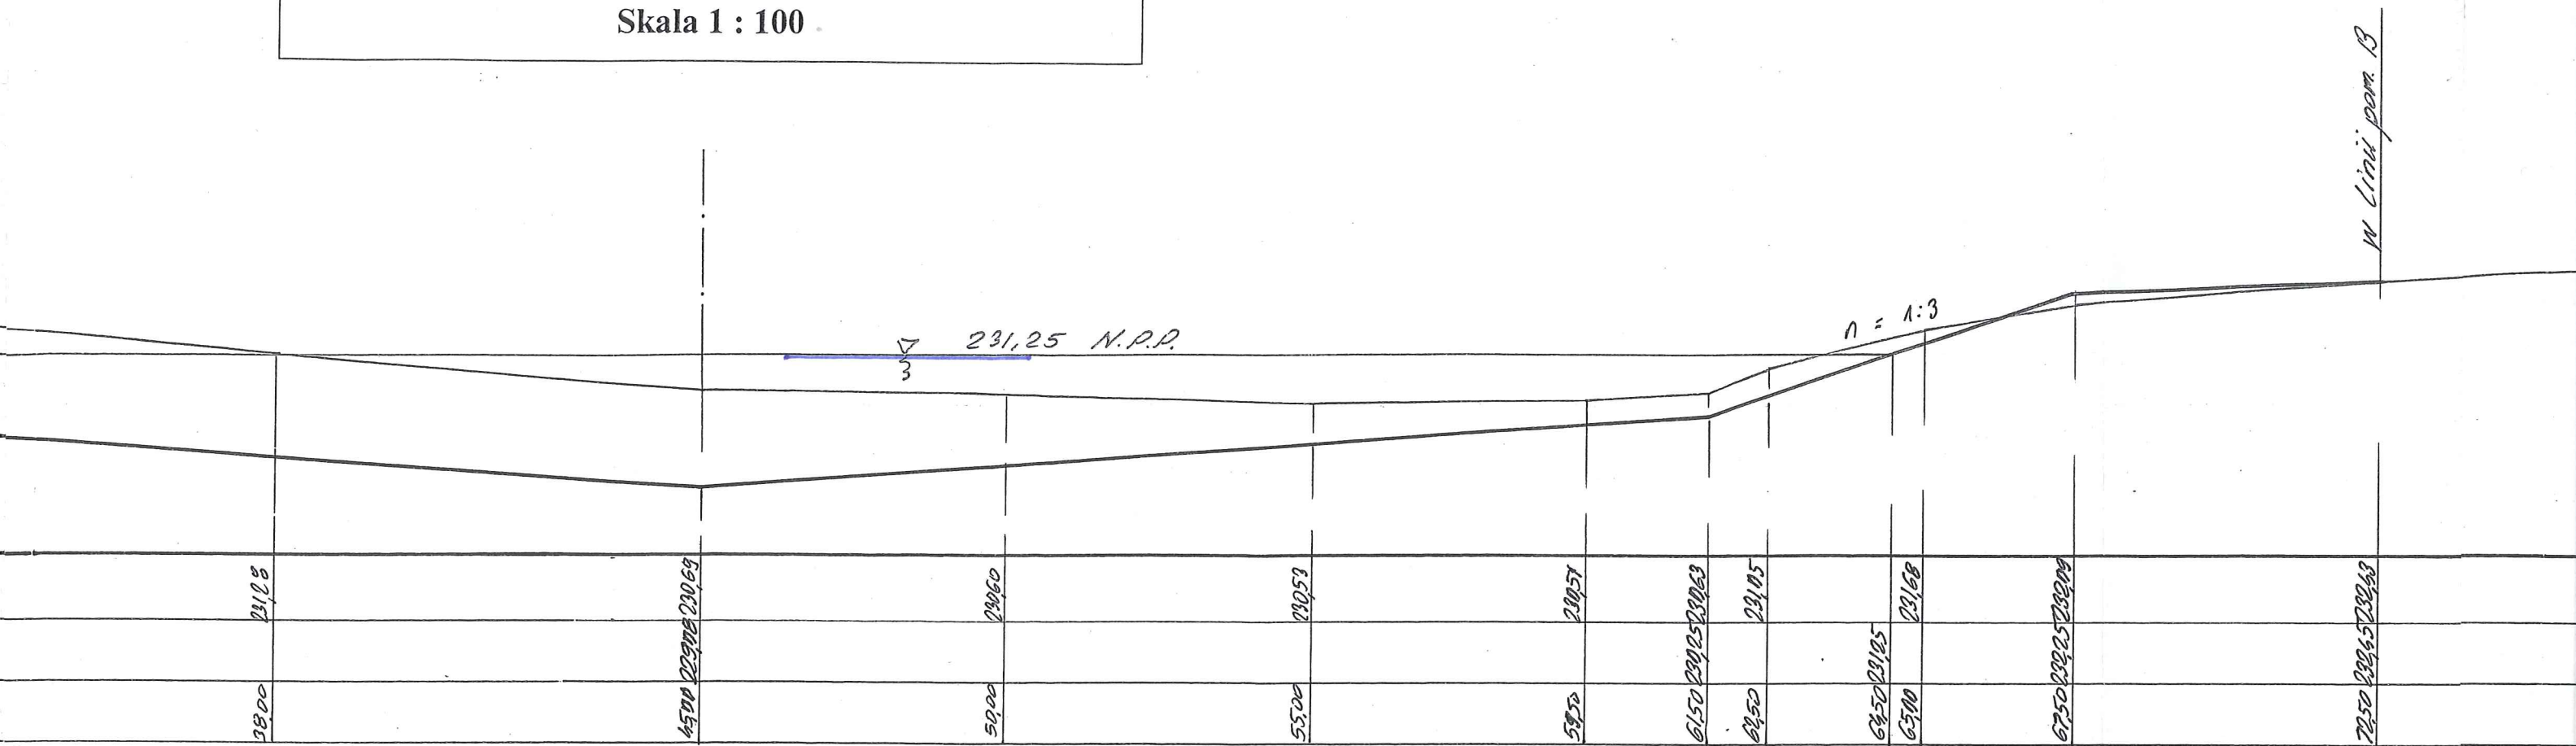 Skala 1 : 100
w linii pom. B
n = 1:3
231,25 N.P.P.
3
231,28 230,69 230,60 230,53 230,57 230,63 231,05 231,68 232,09 232,43
229,08 230,25 231,25 232,25 232,45
38,00 45,00 50,00 55,00 59,50 61,50 62,50 64,50 65,00 67,50 72,50